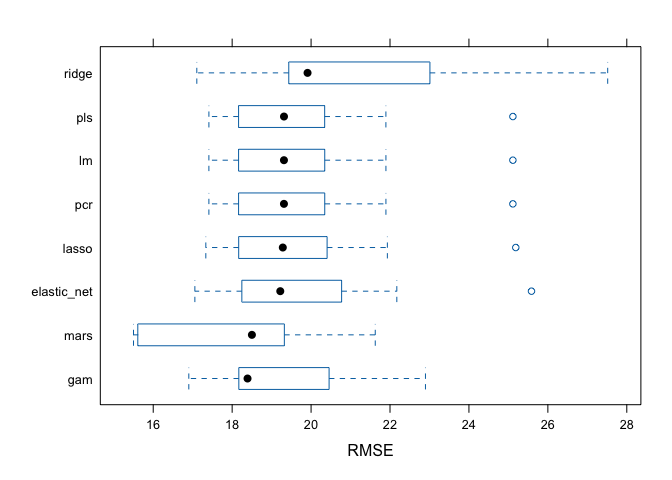 ridge
pls
lm
pcr
lasso
elastic_net
mars
gam
16 18 20 22 24 26 28
RMSE